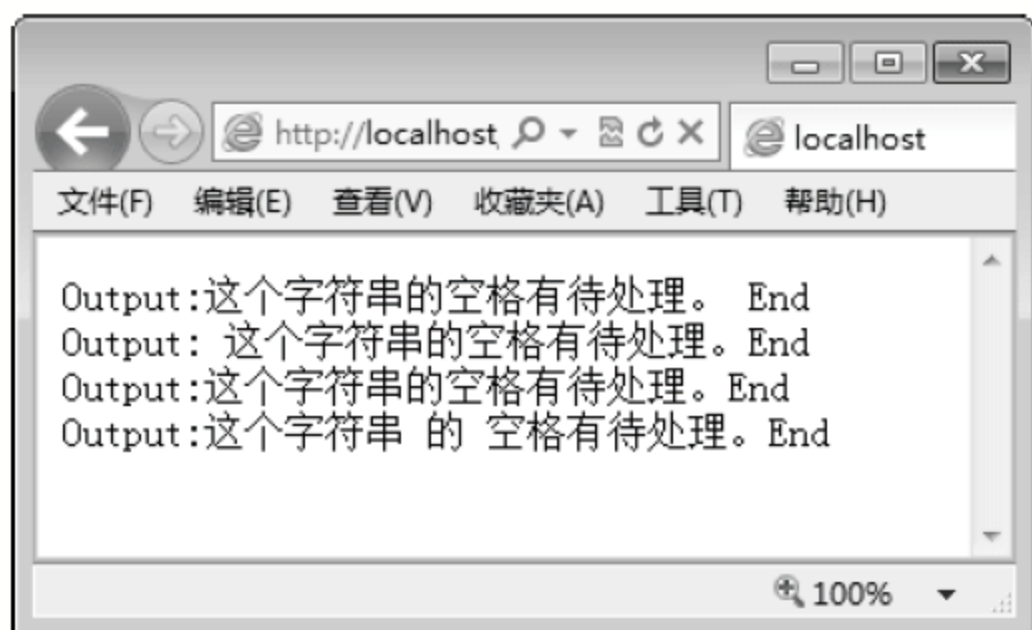 http://localhost, localhost
文件(F) 编辑(E) 查看(V) 收藏夹(A) 工具(T) 帮助(H)
Output:这个字符串的空格有待处理。 End
Output: 这个字符串的空格有待处理。End
Output:这个字符串的空格有待处理。End
Output:这个字符串 的 空格有待处理。End
100%